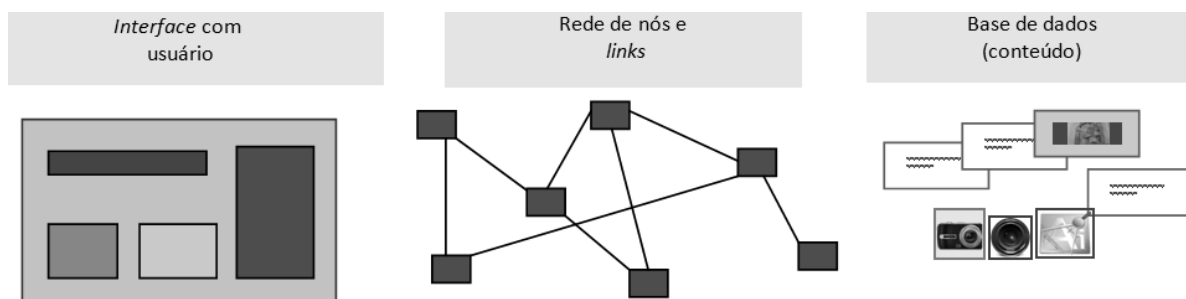 Interface com
usuário
Rede de nós e
links
Base de dados
(conteúdo)